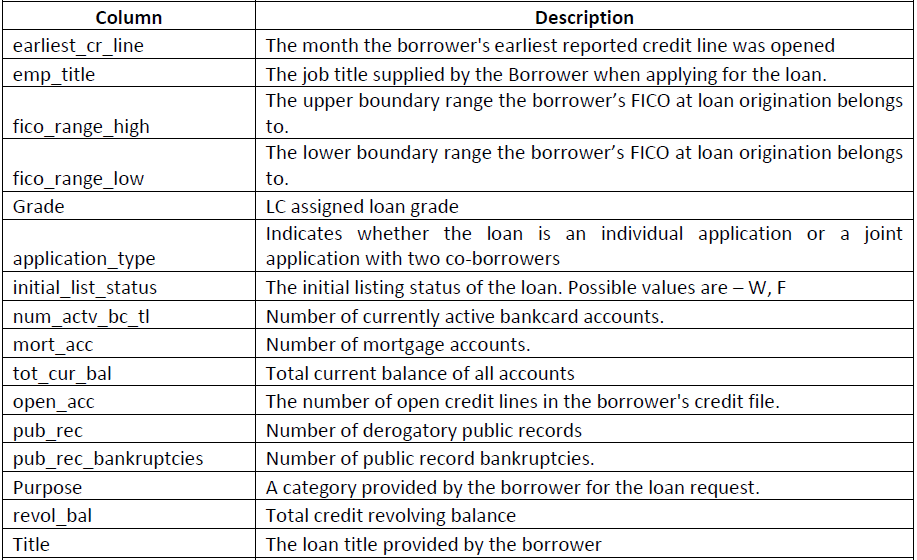 Column Description
earliest_cr_line The month the borrower's earliest reported credit line was opened
emp_title The job title supplied by the Borrower when applying for the loan.
The upper boundary range the borrower’s FICO at loan origination belongs
fico_range_high to.
The lower boundary range the borrower’s FICO at loan origination belongs
fico_range_low to.
Grade LC assigned loan grade
Indicates whether the loan is an individual application or a joint
application_type application with two co-borrowers
initial_list_status The initial listing status of the loan. Possible values are – W, F
num_actv_bc_tl Number of currently active bankcard accounts.
mort_acc Number of mortgage accounts.
tot_cur_bal Total current balance of all accounts
open_acc The number of open credit lines in the borrower's credit file.
pub_rec Number of derogatory public records
pub_rec_bankruptcies Number of public record bankruptcies.
Purpose A category provided by the borrower for the loan request.
revol_bal Total credit revolving balance
Title The loan title provided by the borrower